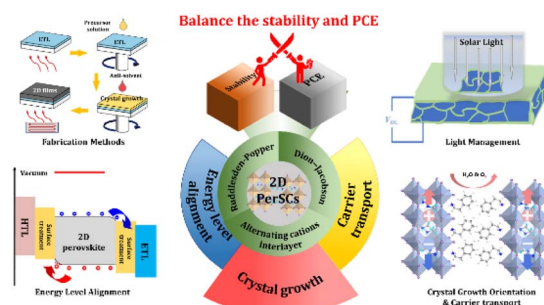 Balance the stability and PCE
Precursor
solution
ETL
ETL
Anti-solvent
2D films
Crystal growth
Fabrication Methods
Stability
PCE
Solar Light
Voc
Light Management
Ruddlesden-Popper
Dion-Jacobson
Alternating cations
interlayer
2D
PerSCs
Energy level
alignment
Carrier
transport
Crystal growth
Vacuum
HTL
Surface
treatment
2D
perovskite
Surface
treatment
ETL
Energy Level Alignment
H₂O & O₂
Crystal Growth Orientation
& Carrier transport